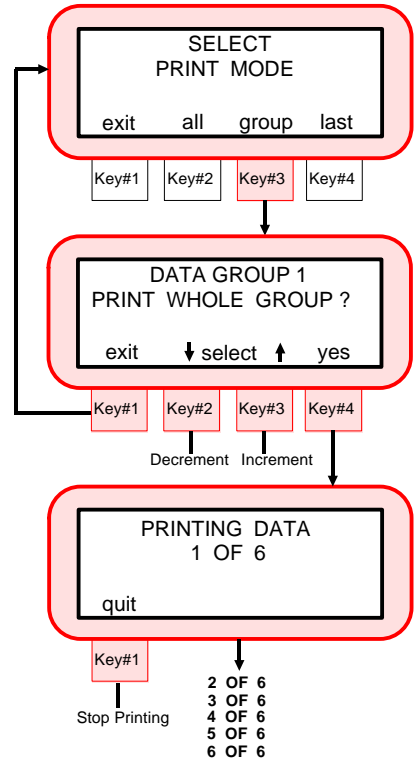 SELECT
PRINT MODE
exit all group last
Key#1 Key#2 Key#3 Key#4
DATA GROUP 1
PRINT WHOLE GROUP ?
exit ↓ select ↑ yes
Key#1 Key#2 Key#3 Key#4
Decrement Increment
PRINTING DATA
1 OF 6
quit
Key#1
Stop Printing
2 OF 6
3 OF 6
4 OF 6
5 OF 6
6 OF 6